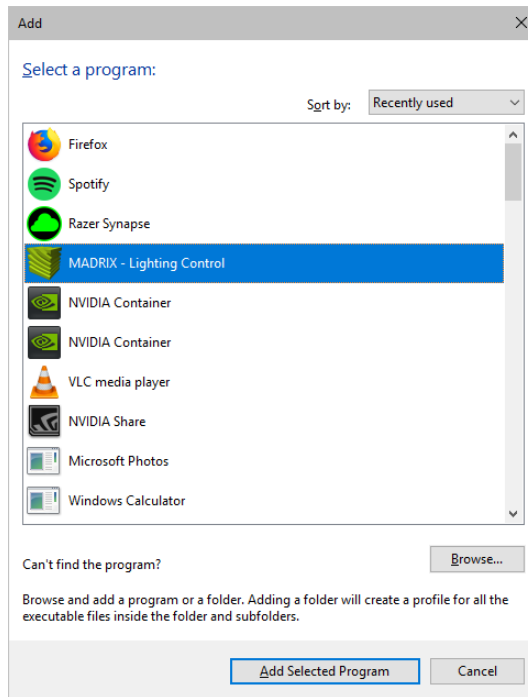 Add
Select a program:
Sort by: Recently used
Firefox
Spotify
Razer Synapse
MADRIX - Lighting Control
NVIDIA Container
NVIDIA Container
VLC media player
NVIDIA Share
Microsoft Photos
Windows Calculator
Can't find the program? Browse...
Browse and add a program or a folder. Adding a folder will create a profile for all the
executable files inside the folder and subfolders.
Add Selected Program Cancel